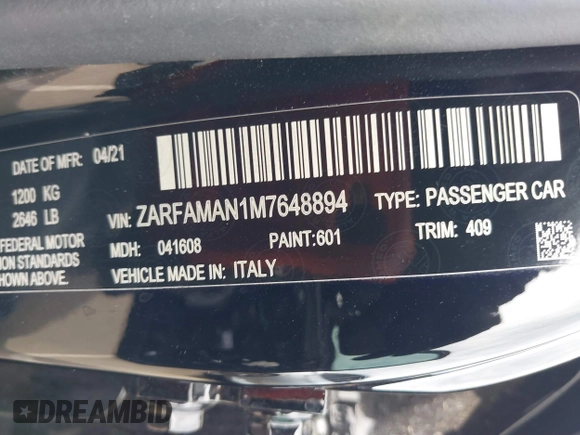 DATE OF MFR: 04/21
1200 KG
2646 LB
VIN: ZARFAMAN1M7648894 TYPE: PASSENGER CAR
FEDERAL MOTOR
ION STANDARDS
SHOWN ABOVE.
MDH: 041608 PAINT:601 TRIM: 409
VEHICLE MADE IN: ITALY
DREAMBID